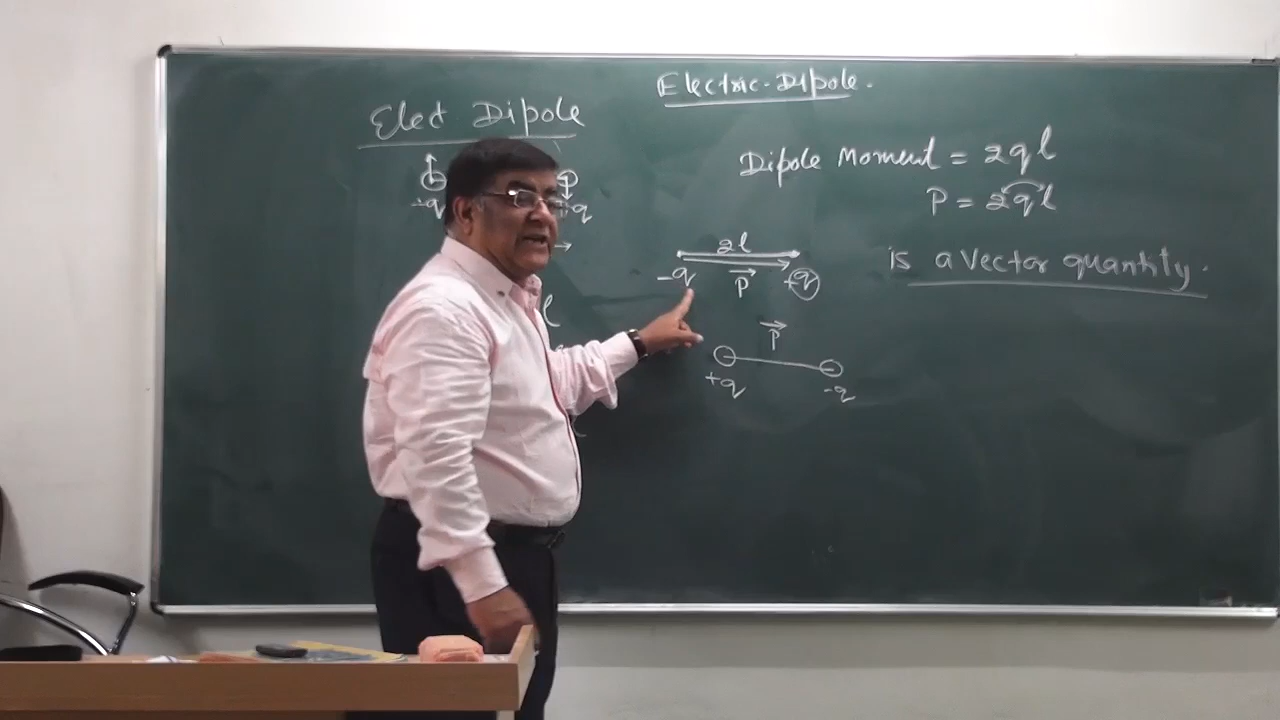 Electric-Dipole.
Elect Dipole
Dipole Moment = 2ql
P = 2ql
is a vector quantity.
2l
-q P +q
P
+q -q